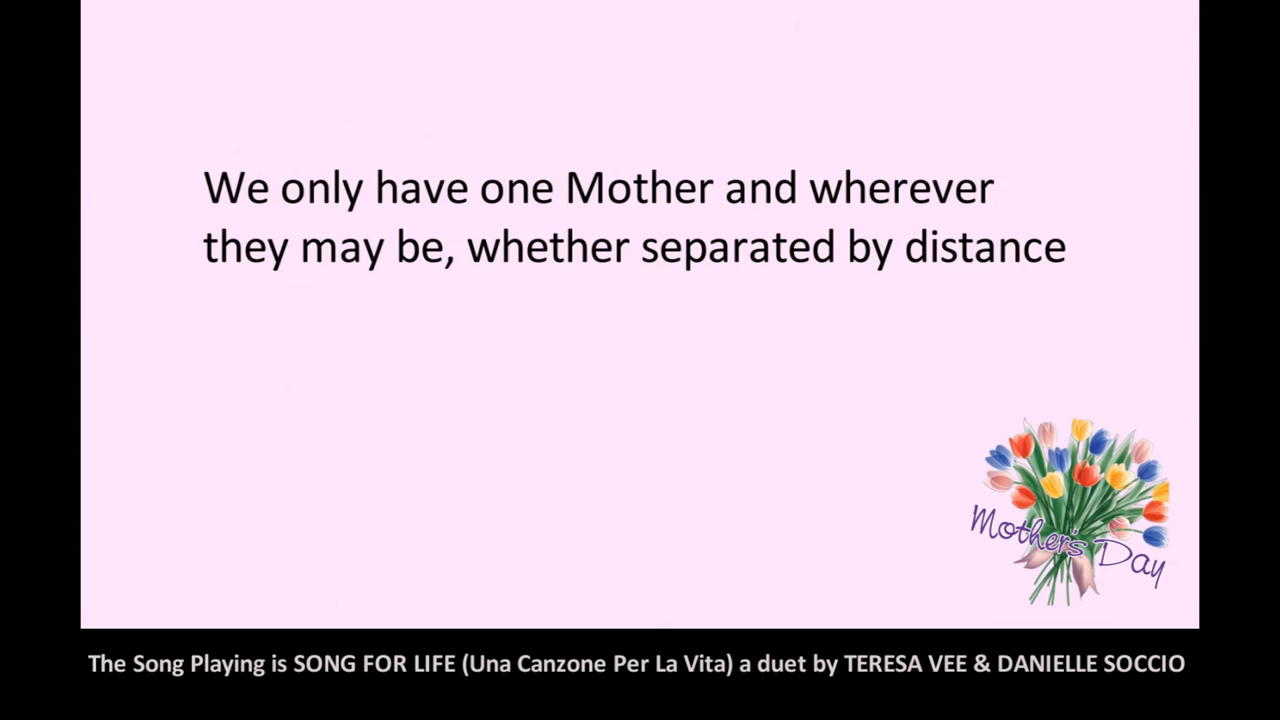 We only have one Mother and wherever
they may be, whether separated by distance
Mother's Day
The Song Playing is SONG FOR LIFE (Una Canzone Per La Vita) a duet by TERESA VEE & DANIELLE SOCCIO